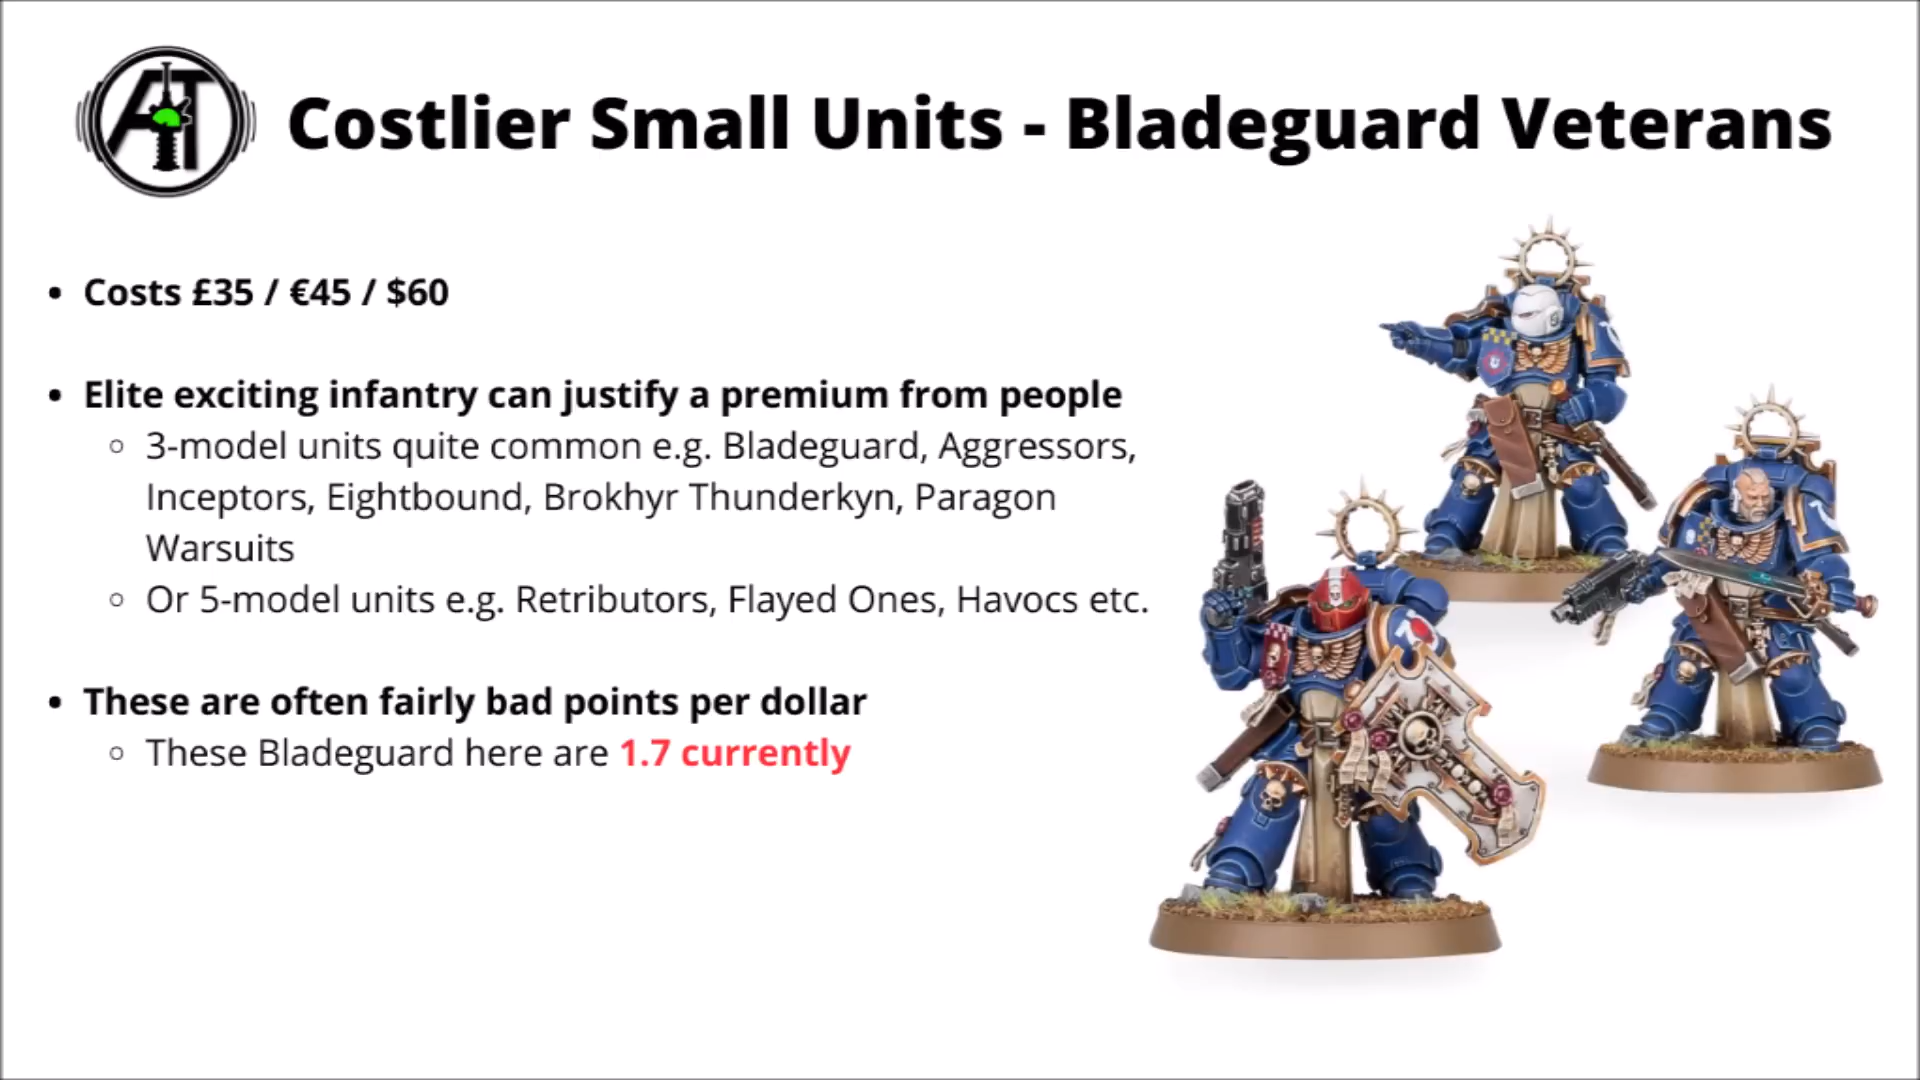 AT
Costlier Small Units - Bladeguard Veterans
• Costs £35 / €45 / $60
• Elite exciting infantry can justify a premium from people
◦ 3-model units quite common e.g. Bladeguard, Aggressors,
Inceptors, Eightbound, Brokhyr Thunderkyn, Paragon
Warsuits
◦ Or 5-model units e.g. Retributors, Flayed Ones, Havocs etc.
• These are often fairly bad points per dollar
◦ These Bladeguard here are 1.7 currently